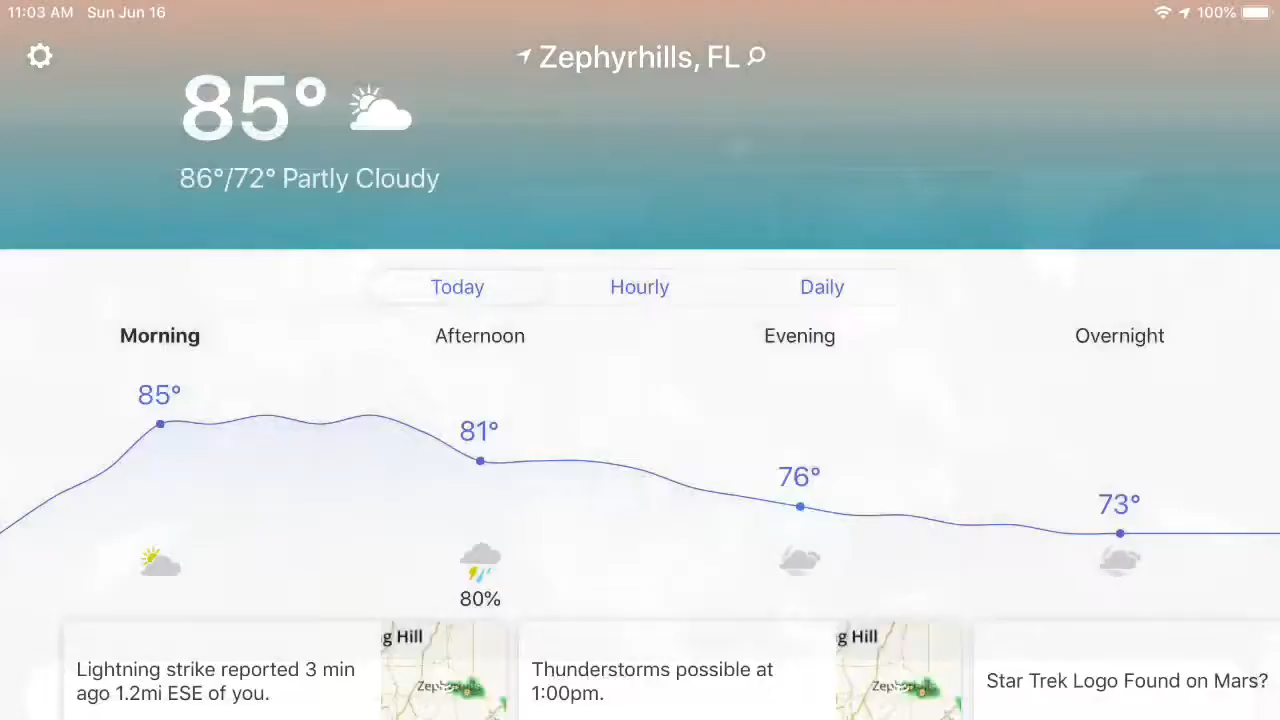 11:03 AM Sun Jun 16
100%
Zephyrhills, FL
85°
86°/72° Partly Cloudy
Today Hourly Daily
Morning Afternoon Evening Overnight
85°
81°
76°
73°
80%
Lightning strike reported 3 min
ago 1.2mi ESE of you.
g Hill
Thunderstorms possible at
1:00pm.
g Hill
Star Trek Logo Found on Mars?